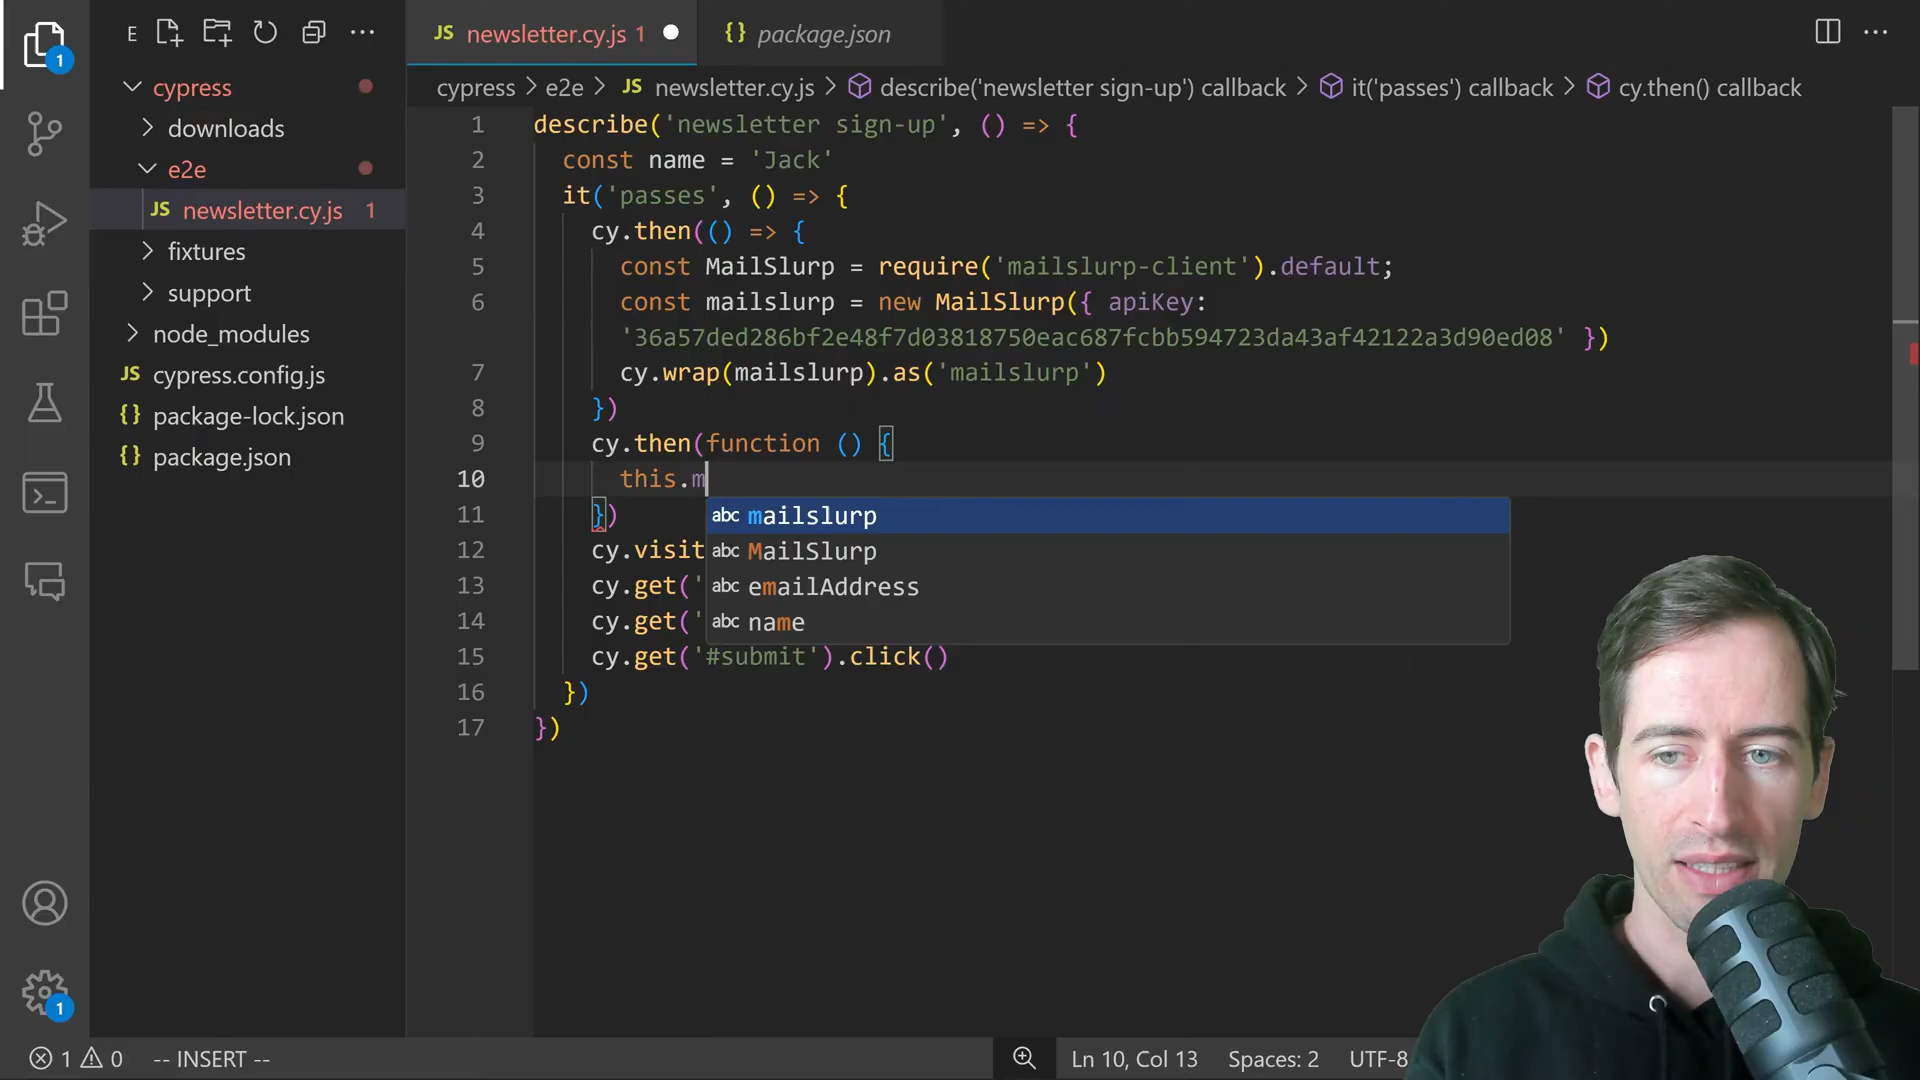 E
JS newsletter.cy.js 1
{} package.json
cypress > e2e > JS newsletter.cy.js > describe('newsletter sign-up') callback > it('passes') callback > cy.then() callback
1
cypress
downloads
e2e
JS newsletter.cy.js 1
fixtures
support
node_modules
JS cypress.config.js
{} package-lock.json
{} package.json
1 describe('newsletter sign-up', () => {
2 const name = 'Jack'
3 it('passes', () => {
4 cy.then(() => {
5 const MailSlurp = require('mailslurp-client').default;
6 const mailslurp = new MailSlurp({ apiKey:
'36a57ded286bf2e48f7d03818750eac687fcbb594723da43af42122a3d90ed08' })
7 cy.wrap(mailslurp).as('mailslurp')
8 })
9 cy.then(function () {
10 this.m
11 })
12 cy.visit
13 cy.get('
14 cy.get('
15 cy.get('#submit').click()
16 })
17 })
abc mailslurp
abc MailSlurp
abc emailAddress
abc name
1
1 0 -- INSERT --
Ln 10, Col 13 Spaces: 2 UTF-8